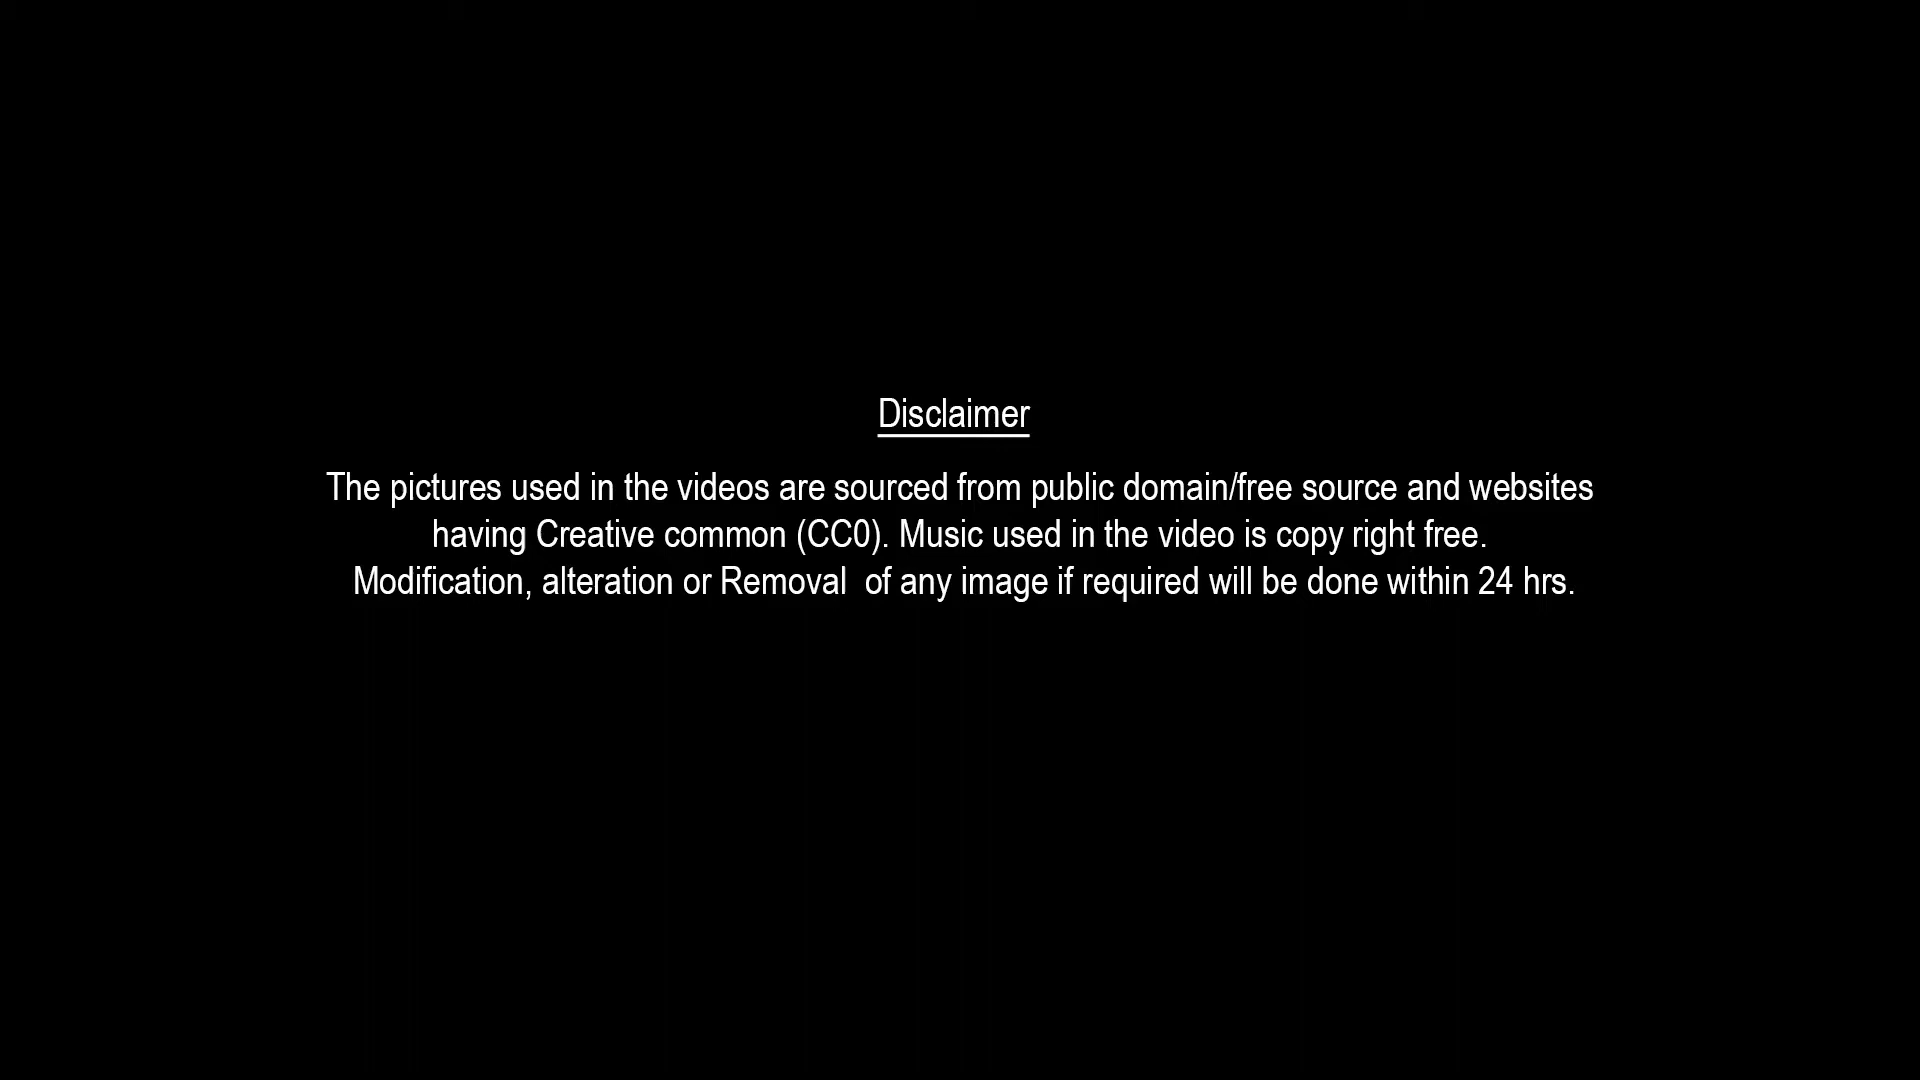 Disclaimer
The pictures used in the videos are sourced from public domain/free source and websites
having Creative common (CC0). Music used in the video is copy right free.
Modification, alteration or Removal  of any image if required will be done within 24 hrs.